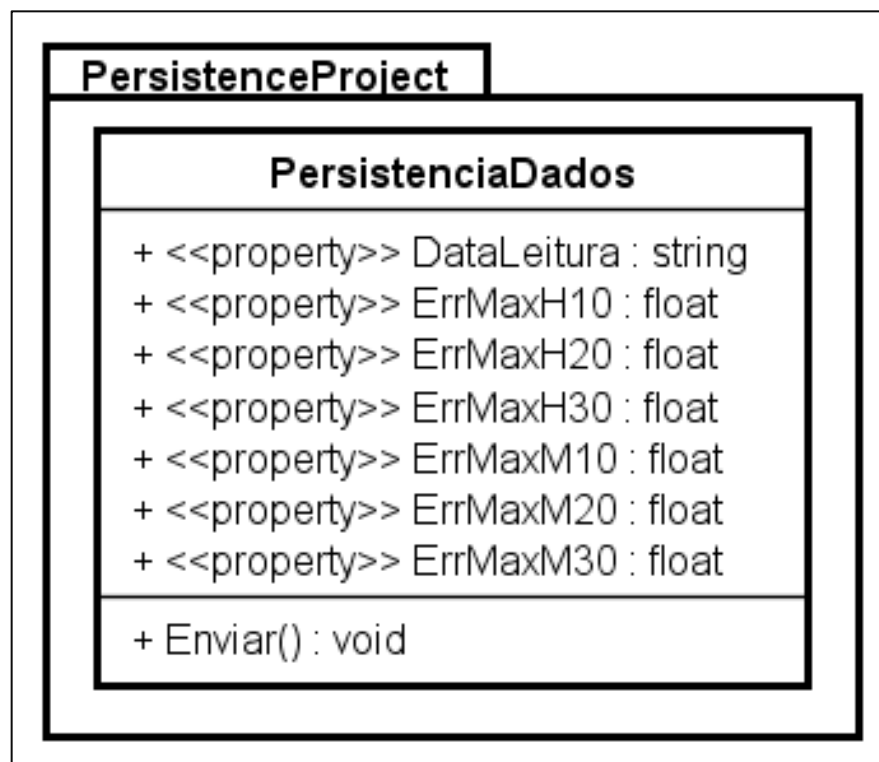 PersistenceProject
PersistenciaDados
+ <<property>> DataLeitura : string
+ <<property>> ErrMaxH10 : float
+ <<property>> ErrMaxH20 : float
+ <<property>> ErrMaxH30 : float
+ <<property>> ErrMaxM10 : float
+ <<property>> ErrMaxM20 : float
+ <<property>> ErrMaxM30 : float
+ Enviar() : void